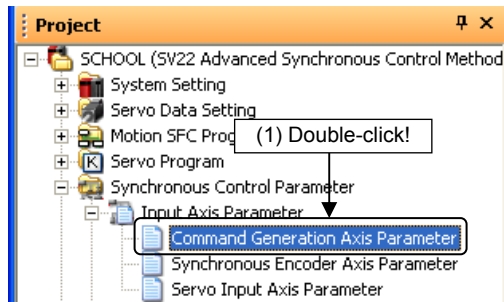 Project
SCHOOL (SV22 Advanced Synchronous Control Method
System Setting
Servo Data Setting
Motion SFC Prog
(1) Double-click!
Servo Program
Synchronous Control Parameter
Input Axis Parameter
Command Generation Axis Parameter
Synchronous Encoder Axis Parameter
Servo Input Axis Parameter